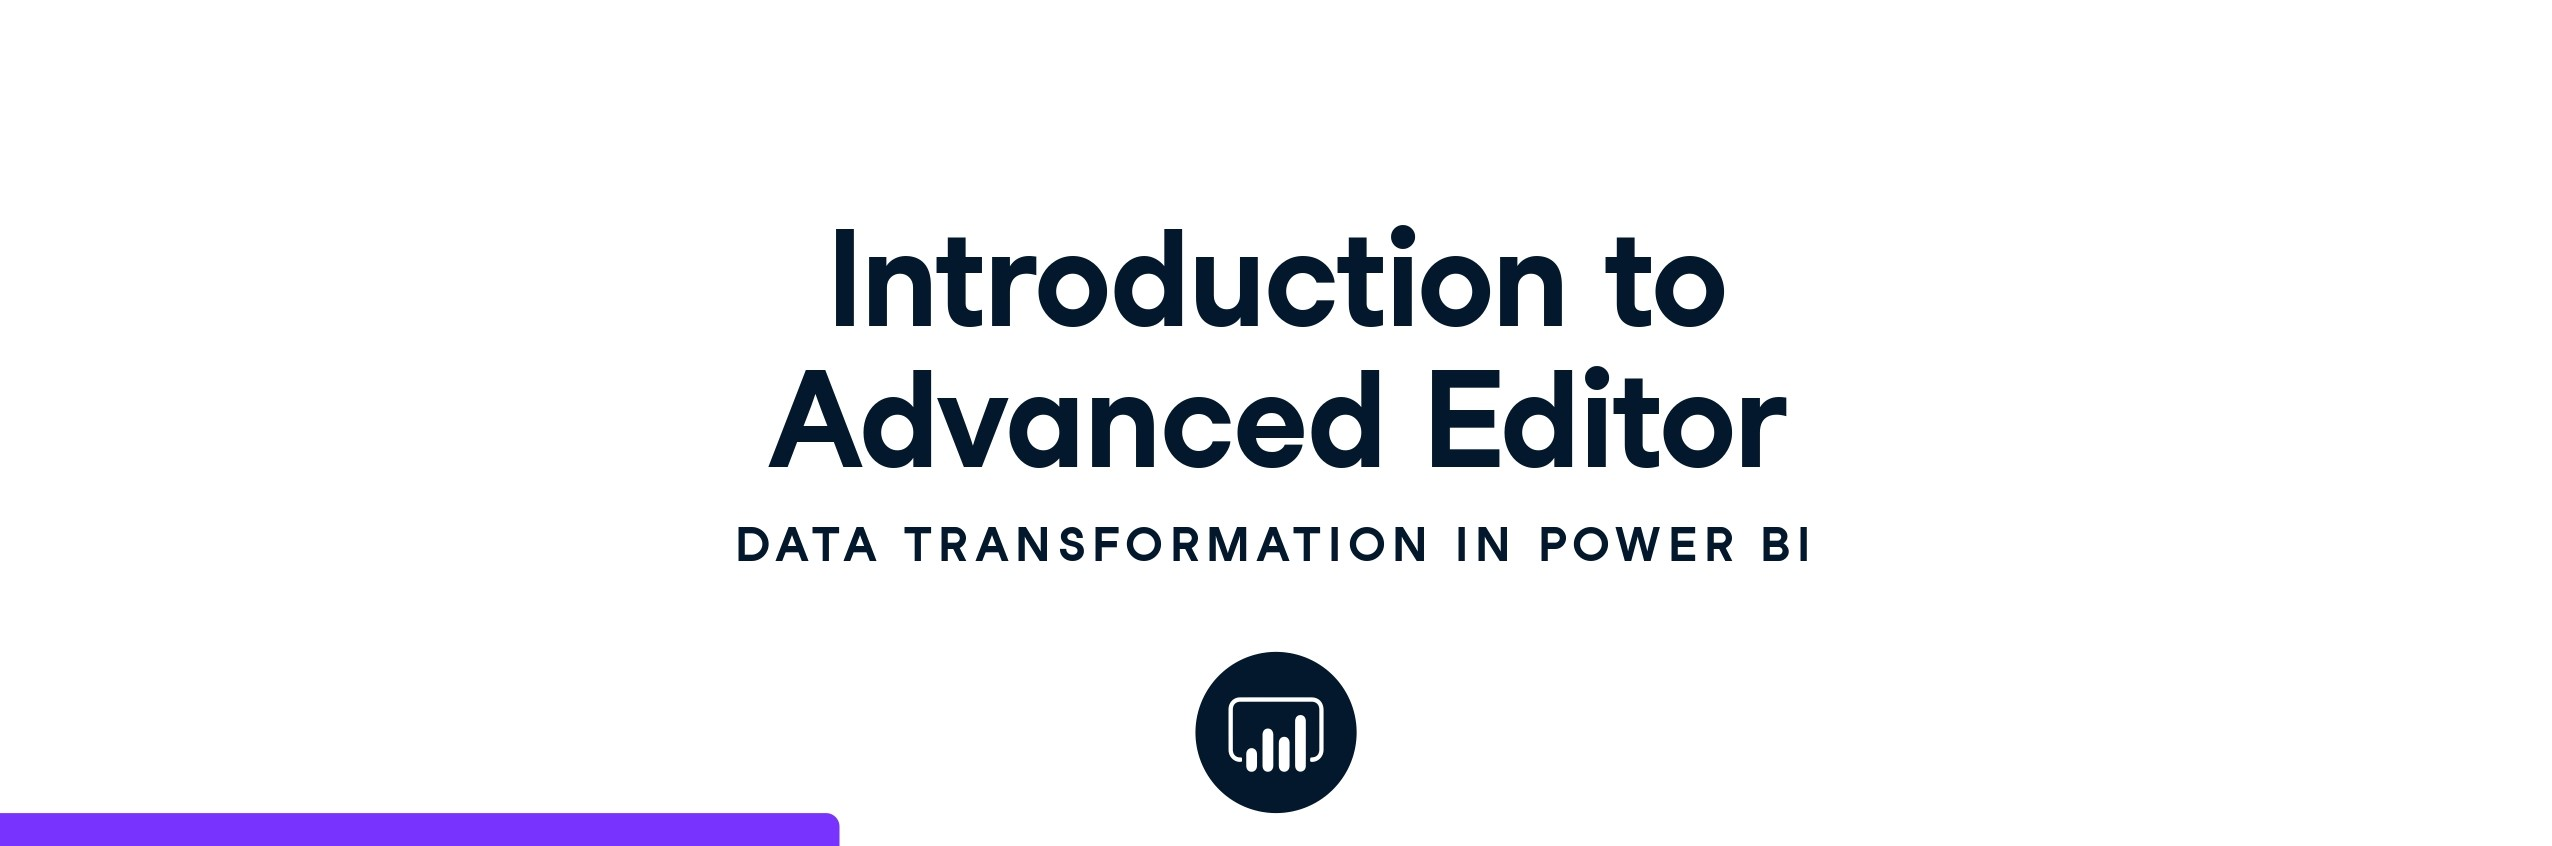 Introduction to
Advanced Editor
DATA TRANSFORMATION IN POWER BI